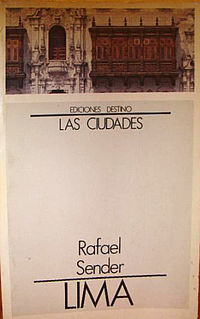 EDICIONES DESTINO
LAS CIUDADES
Rafael
Sender
LIMA